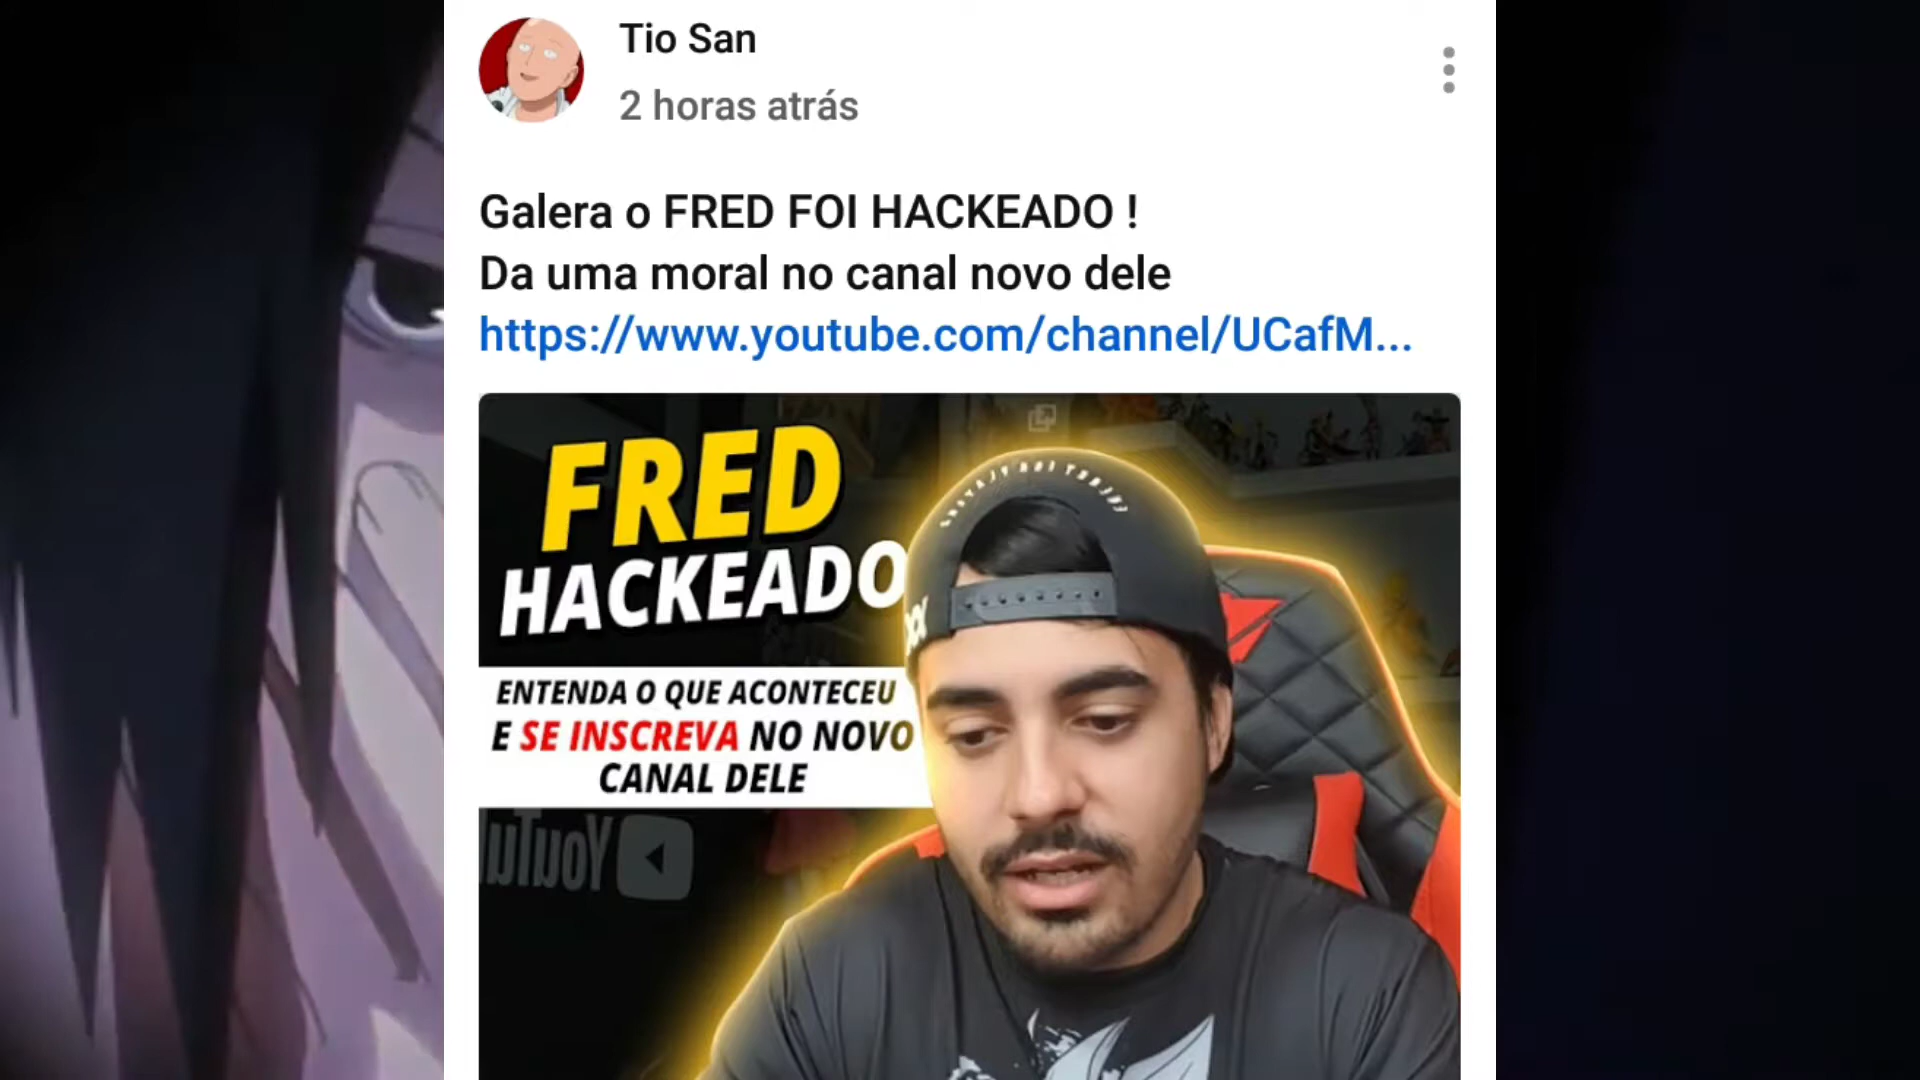 Tio San
2 horas atrás
Galera o FRED FOI HACKEADO !
Da uma moral no canal novo dele
https://www.youtube.com/channel/UCafM...
FRED
HACKEADO
ENTENDA O QUE ACONTECEU
E SE INSCREVA NO NOVO
CANAL DELE